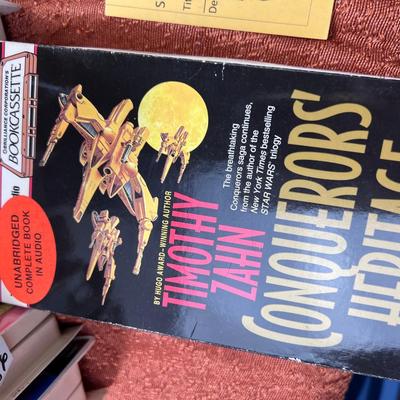 BRILLIANCE CORPORATION'S
BOOKCASSETTE
UNABRIDGED
COMPLETE BOOK
IN AUDIO
BY HUGO AWARD-WINNING AUTHOR
TIMOTHY
ZAHN
The breathtaking
Conquerors saga continues,
from the author of the
New York Times bestselling
STAR WARS trilogy
CONQUERORS'
HERITAGE